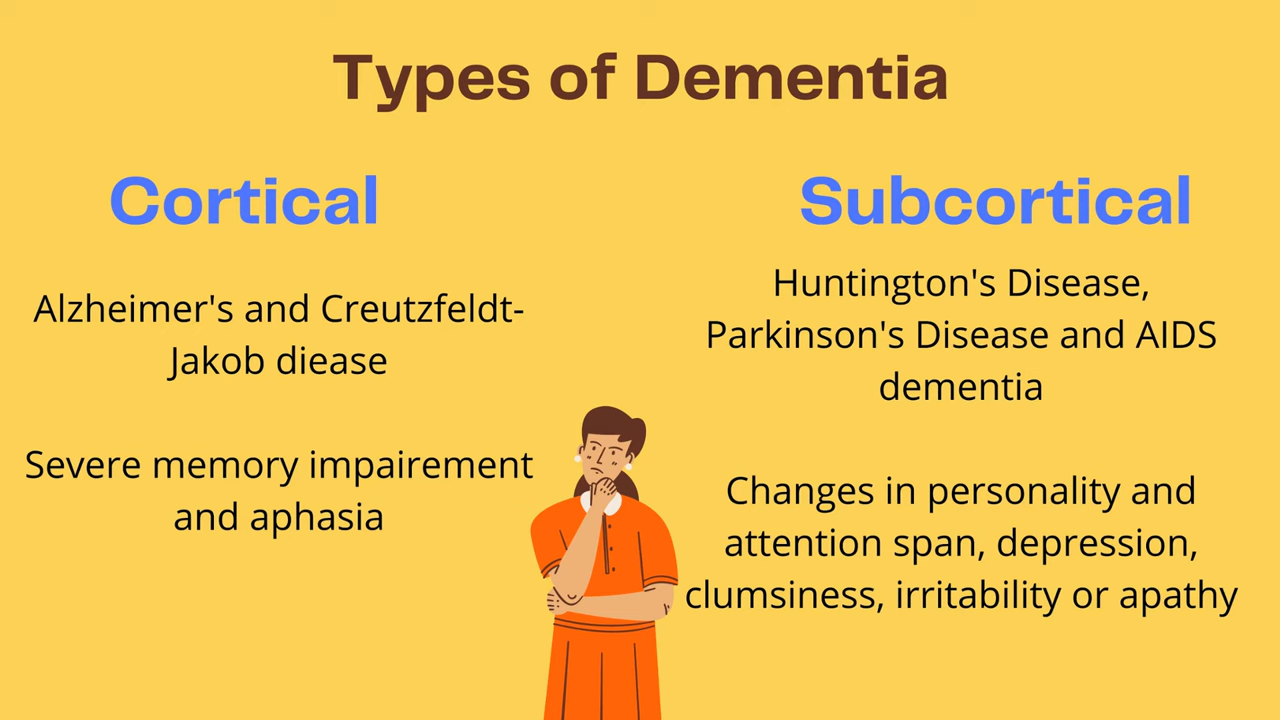 Types of Dementia
Cortical
Alzheimer's and Creutzfeldt-
Jakob diease
Severe memory impairement
and aphasia
Subcortical
Huntington's Disease,
Parkinson's Disease and AIDS
dementia
Changes in personality and
attention span, depression,
clumsiness, irritability or apathy